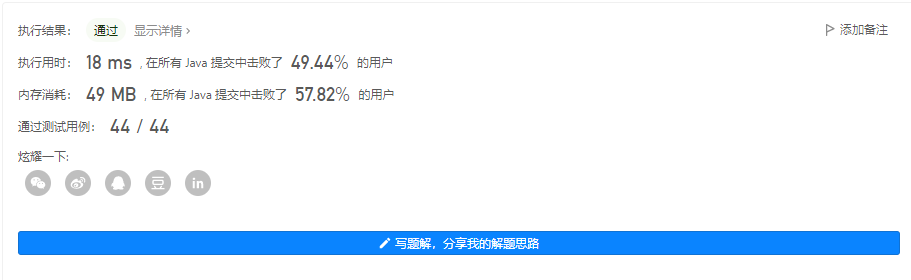 执行结果： 通过 显示详情 › 添加备注
执行用时： 18 ms , 在所有 Java 提交中击败了 49.44% 的用户
内存消耗： 49 MB , 在所有 Java 提交中击败了 57.82% 的用户
通过测试用例： 44 / 44
炫耀一下:
豆 in
写题解，分享我的解题思路